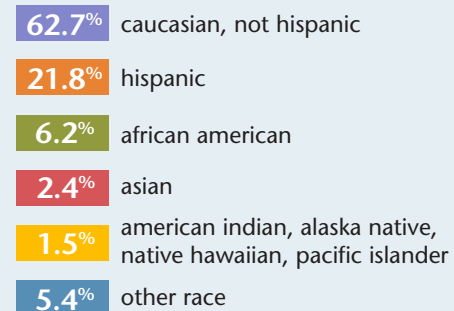 62.7% caucasian, not hispanic
21.8% hispanic
6.2% african american
2.4% asian
1.5% american indian, alaska native,
native hawaiian, pacific islander
5.4% other race